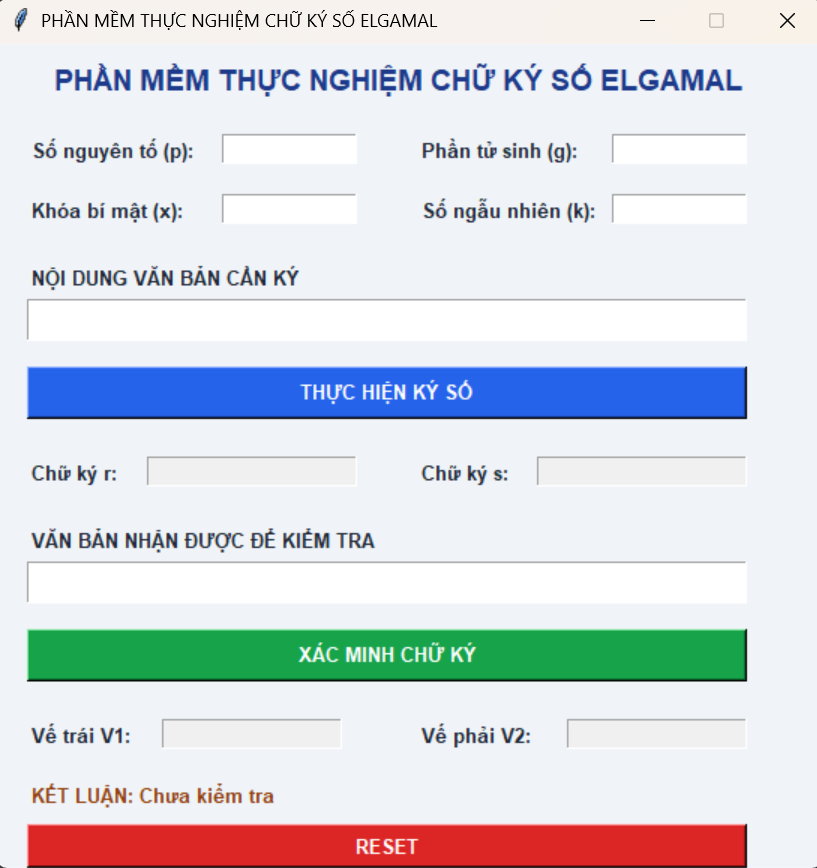 PHẦN MỀM THỰC NGHIỆM CHỮ KÝ SỐ ELGAMAL
PHẦN MỀM THỰC NGHIỆM CHỮ KÝ SỐ ELGAMAL
Số nguyên tố (p): Phần tử sinh (g):
Khóa bí mật (x): Số ngẫu nhiên (k):
NỘI DUNG VĂN BẢN CẦN KÝ
THỰC HIỆN KÝ SỐ
Chữ ký r: Chữ ký s:
VĂN BẢN NHẬN ĐƯỢC ĐỂ KIỂM TRA
XÁC MINH CHỮ KÝ
Vế trái V1: Vế phải V2:
KẾT LUẬN: Chưa kiểm tra
RESET